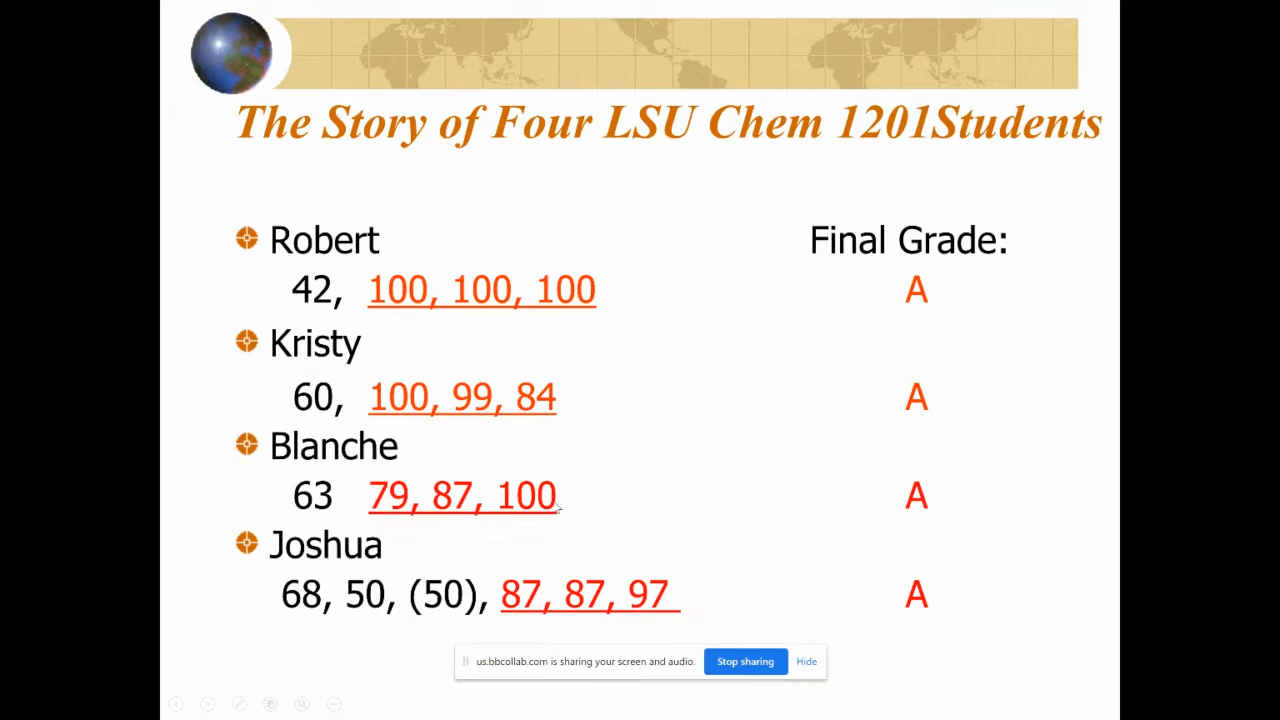 The Story of Four LSU Chem 1201Students
Robert Final Grade:
42, 100, 100, 100 A
Kristy
60, 100, 99, 84 A
Blanche
63 79, 87, 100 A
Joshua
68, 50, (50), 87, 87, 97 A
us.bbcollab.com is sharing your screen and audio. Stop sharing Hide